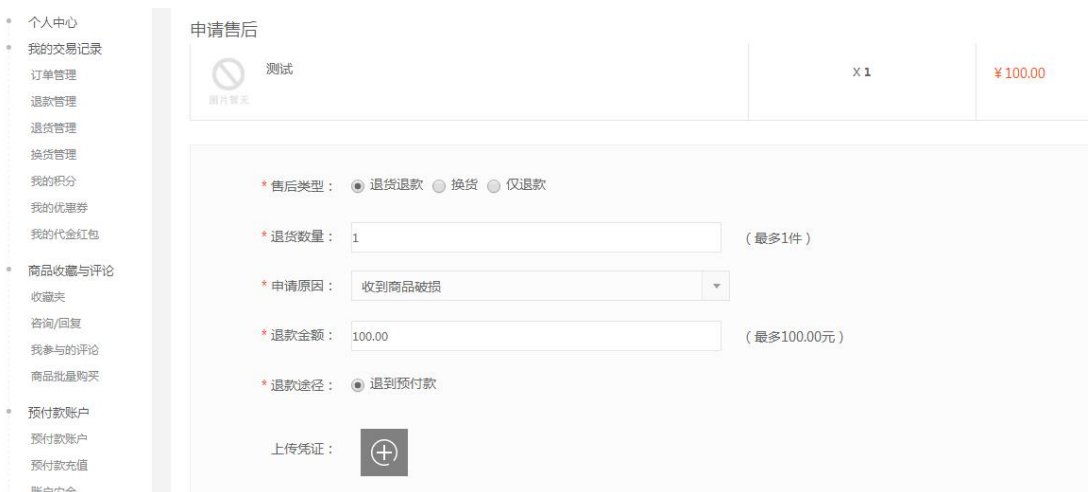 个人中心
我的交易记录
订单管理
退款管理
退货管理
换货管理
我的积分
我的优惠券
我的代金红包
商品收藏与评论
收藏夹
咨询/回复
我参与的评论
商品批量购买
预付款账户
预付款账户
预付款充值
账户安全
申请售后
图片暂无
测试 X 1 ¥100.00
*售后类型： 退货退款 换货 仅退款
*退货数量： 1 （最多1件）
*申请原因： 收到商品破损
*退款金额： 100.00 （最多100.00元）
*退款途径： 退到预付款
上传凭证：